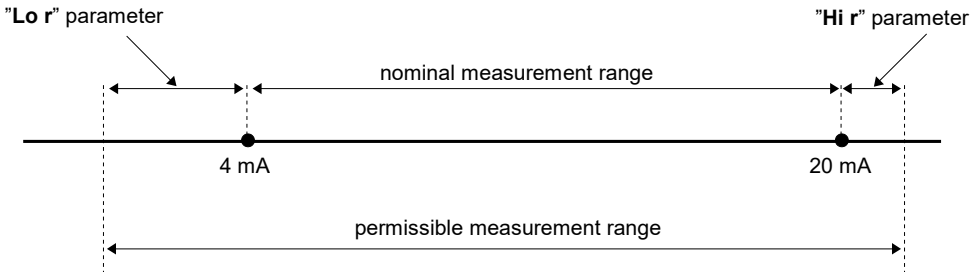 ”Lo r” parameter
”Hi r” parameter
nominal measurement range
4 mA
20 mA
permissible measurement range